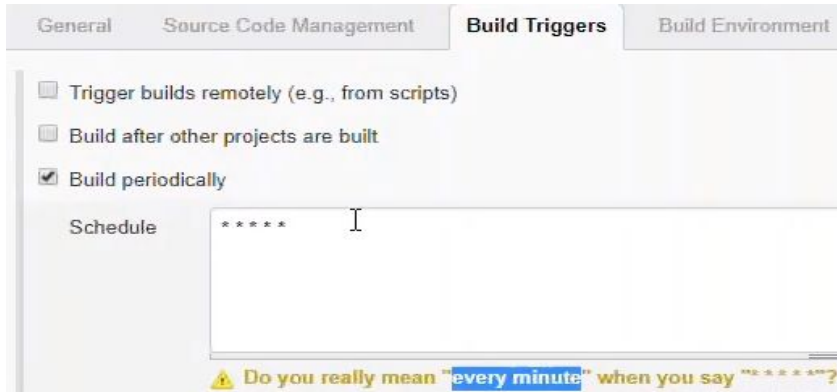 General Source Code Management Build Triggers Build Environment
Trigger builds remotely (e.g., from scripts)
Build after other projects are built
Build periodically
Schedule * * * * *
Do you really mean "every minute" when you say "* * * * *"?